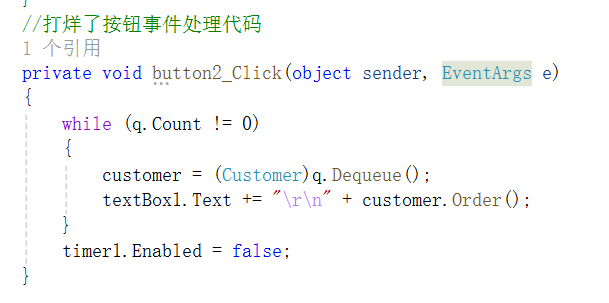 }
//打烊了按钮事件处理代码
1 个引用
private void button2_Click(object sender, EventArgs e)
{
    while (q.Count != 0)
    {
        customer = (Customer)q.Dequeue();
        textBox1.Text += "\r\n" + customer.Order();
    }
    timer1.Enabled = false;
}